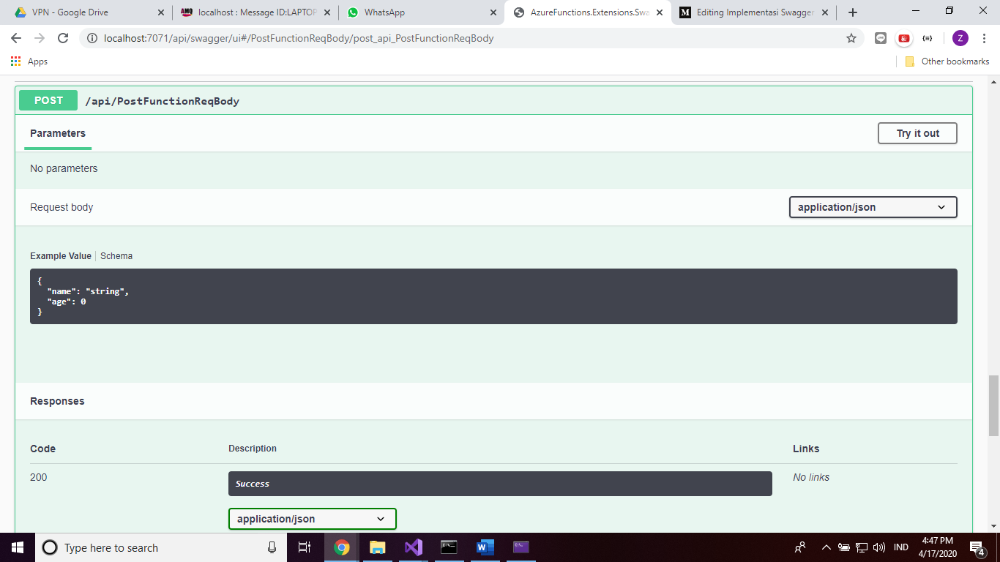 VPN - Google Drive
localhost : Message ID:LAPTOP
WhatsApp
AzureFunctions.Extensions.Swa
Editing Implementasi Swagger
localhost:7071/api/swagger/ui#/PostFunctionReqBody/post_api_PostFunctionReqBody
Z
Apps
Other bookmarks
POST /api/PostFunctionReqBody
Parameters
Try it out
No parameters
Request body
application/json
Example Value | Schema
{
"name": "string",
"age": 0
}
Responses
Code Description Links
200 Success No links
application/json
Type here to search
IND
4:47 PM
4/17/2020
4